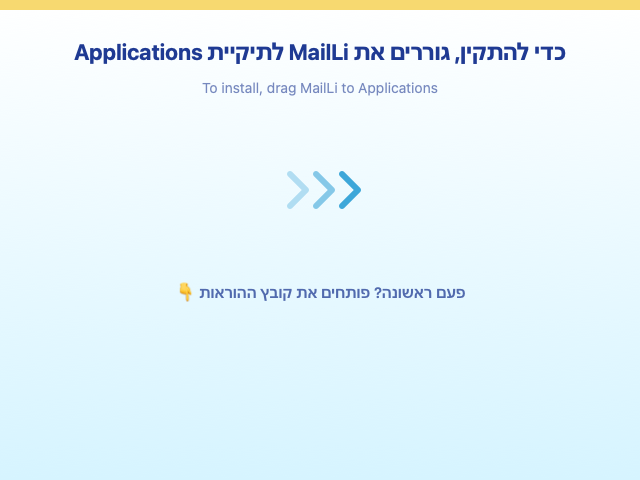 כדי להתקין, גוררים את MailLi לתיקיית Applications
To install, drag MailLi to Applications
פעם ראשונה? פותחים את קובץ ההוראות 👇